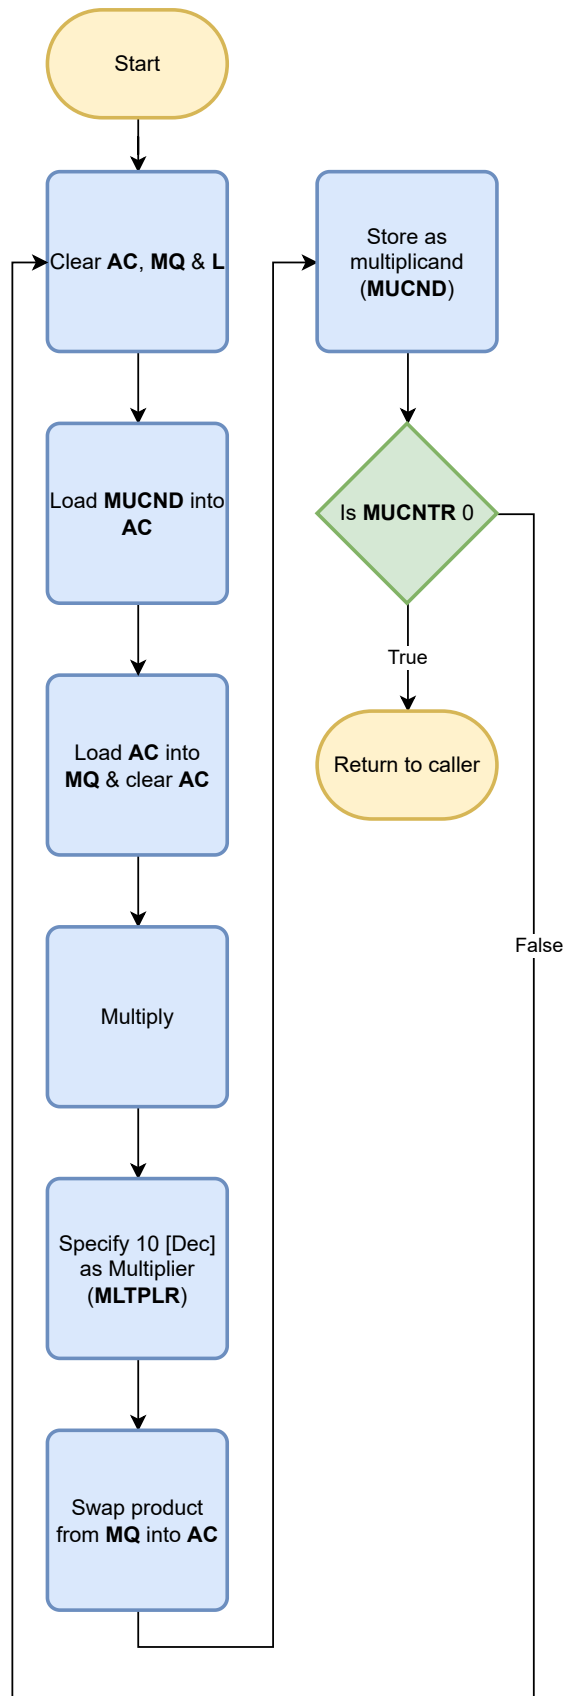 Start
Clear AC, MQ & L
Load MUCND into
AC
Load AC into
MQ & clear AC
Multiply
Specify 10 [Dec]
as Multiplier
(MLTPLR)
Swap product
from MQ into AC
Store as
multiplicand
(MUCND)
Is MUCNTR 0
True
Return to caller
False